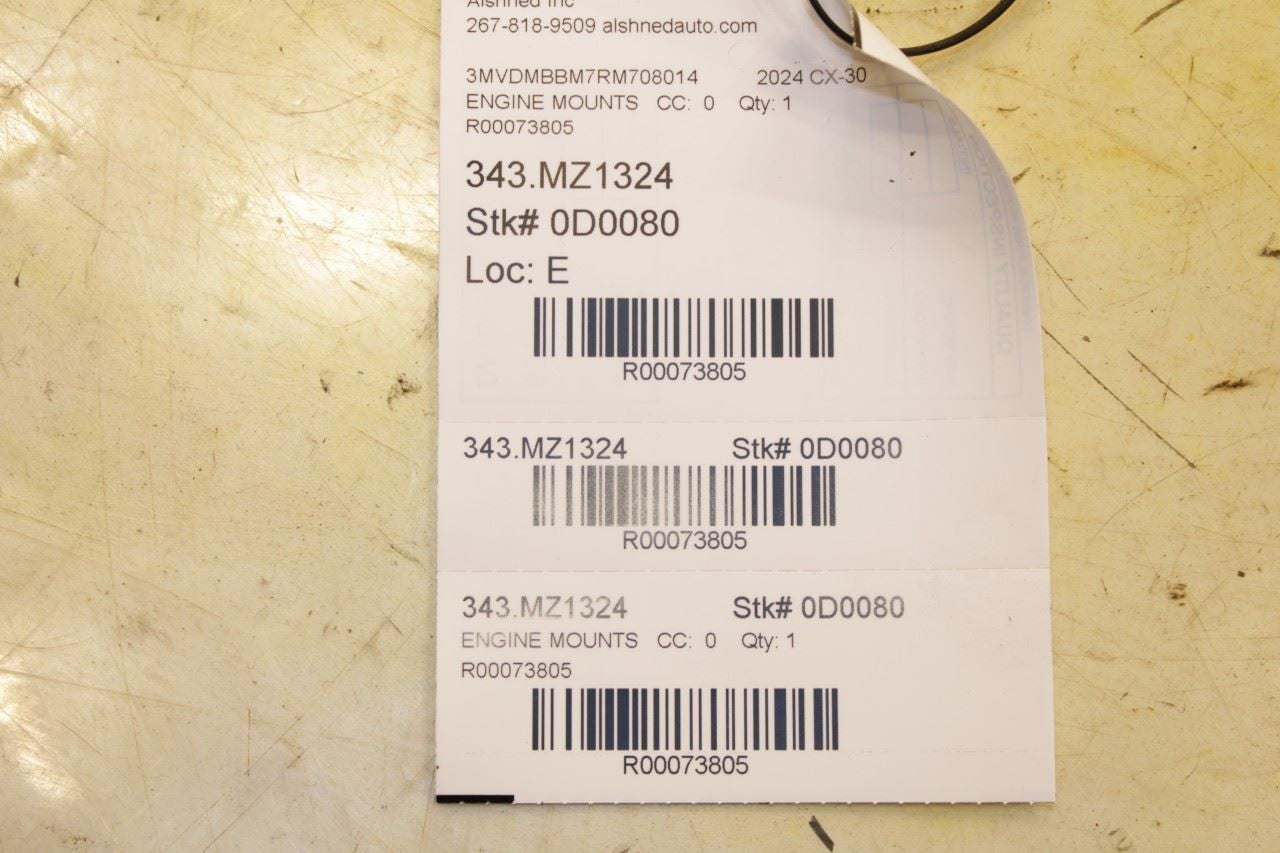 Alshned Inc
267-818-9509 alshnedauto.com
3MVDMBBM7RM708014 2024 CX-30
ENGINE MOUNTS CC: 0 Qty: 1
R00073805
343.MZ1324
Stk# 0D0080
Loc: E
R00073805
343.MZ1324 Stk# 0D0080
R00073805
343.MZ1324 Stk# 0D0080
ENGINE MOUNTS CC: 0 Qty: 1
R00073805
R00073805